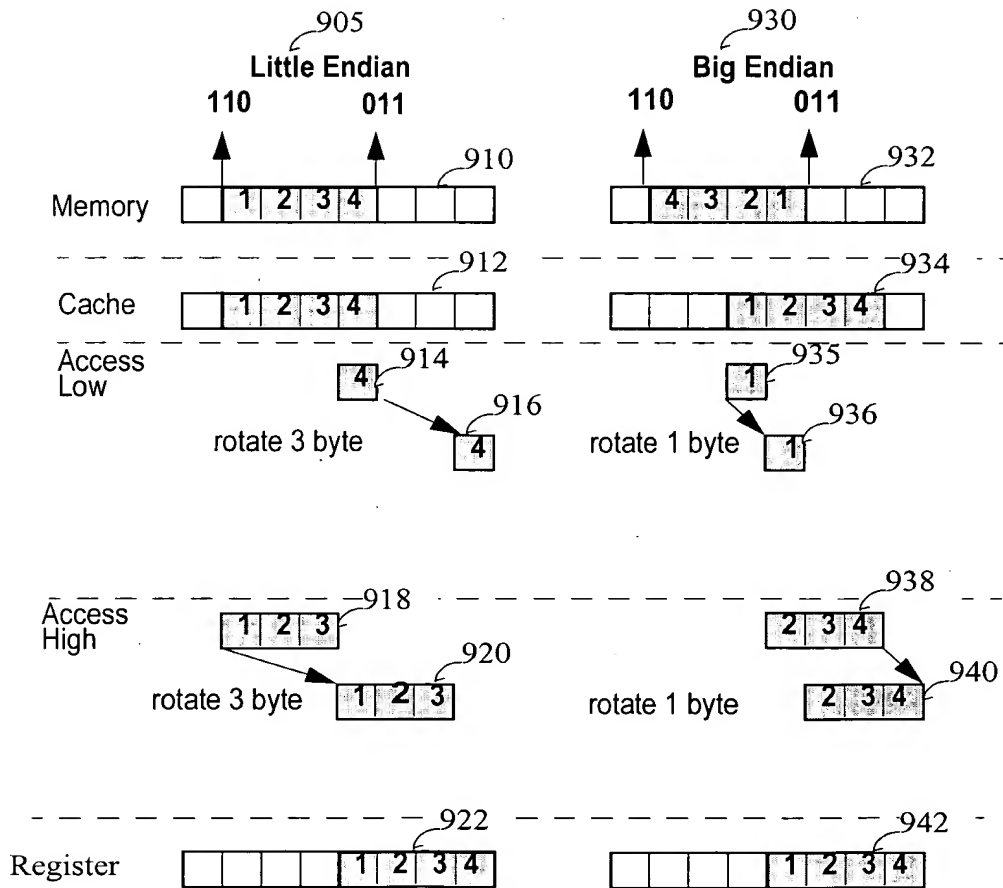 905 930
Little Endian Big Endian
110 011 110 011
910 932
Memory 1 2 3 4 4 3 2 1
912 934
Cache 1 2 3 4 1 2 3 4
Access Low 4 914 1 935
916 936
rotate 3 byte 4 rotate 1 byte 1
918 938
Access High 1 2 3 2 3 4
920 940
rotate 3 byte 1 2 3 rotate 1 byte 2 3 4
922 942
Register 1 2 3 4 1 2 3 4